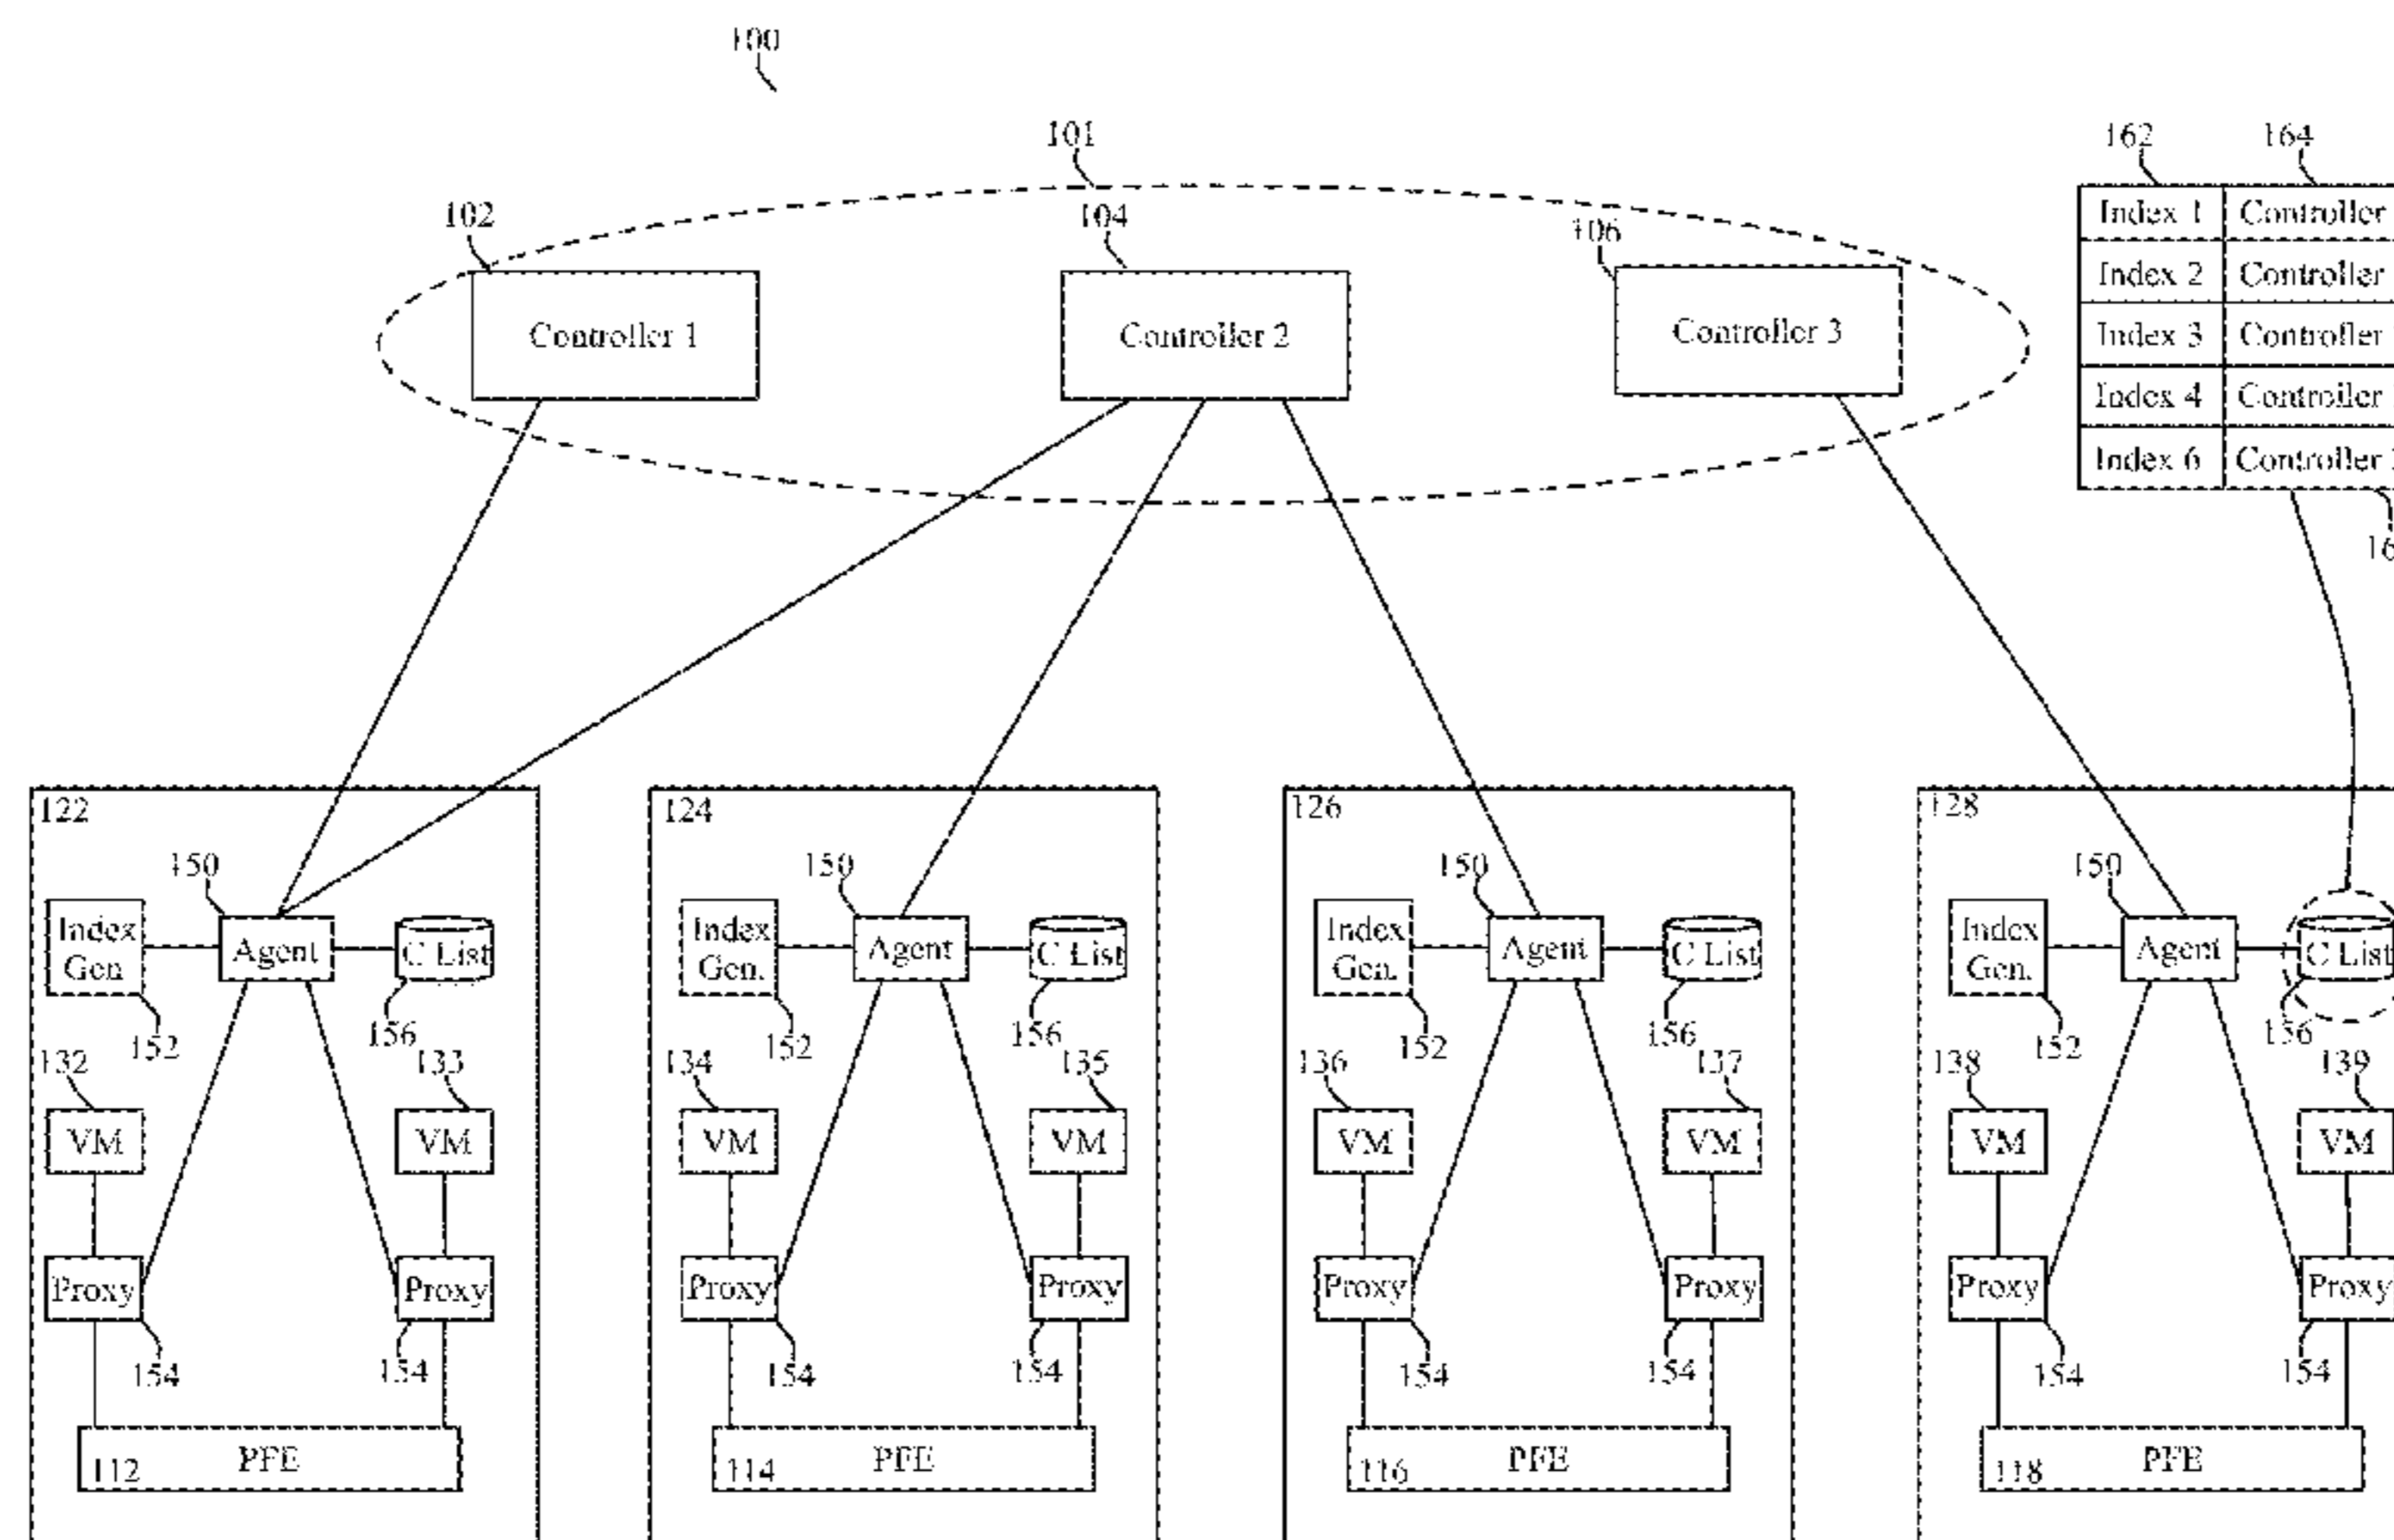 100
101
162 164
102 104 106
Index 1 Controller
Index 2 Controller
Controller 1 Controller 2 Controller 3
Index 3 Controller
Index 4 Controller
Index 6 Controller
122 124 126 128
150 150 150 150
Index Gen Agent C List
Index Gen. Agent C List
Index Gen. Agent C List
Index Gen. Agent C List
152 156 152 156 152 156 152 156
132 133 134 135 136 137 138 139
VM VM VM VM VM VM VM VM
Proxy Proxy Proxy Proxy Proxy Proxy Proxy Proxy
154 154 154 154 154 154 154 154
112 PFE 114 PFE 116 PFE 118 PFE